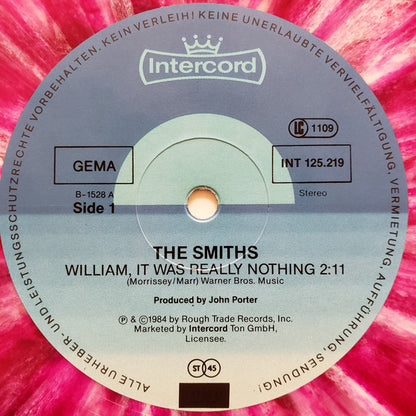 ALLE URHEBER- UND LEISTUNGSSCHUTZRECHTE VORBEHALTEN. KEIN VERLEIH! KEINE UNERLAUBTE VERVIELFÄLTIGUNG, VERMIETUNG, AUFFÜHRUNG, SENDUNG!
Intercord
LC 1109
GEMA
INT 125.219
B-1528 A
Side 1
Stereo
THE SMITHS
WILLIAM, IT WAS REALLY NOTHING 2:11
(Morrissey/Marr) Warner Bros. Music
Produced by John Porter
℗ & ©1984 by Rough Trade Records, Inc.
Marketed by Intercord Ton GmbH,
Licensee.
ST 45